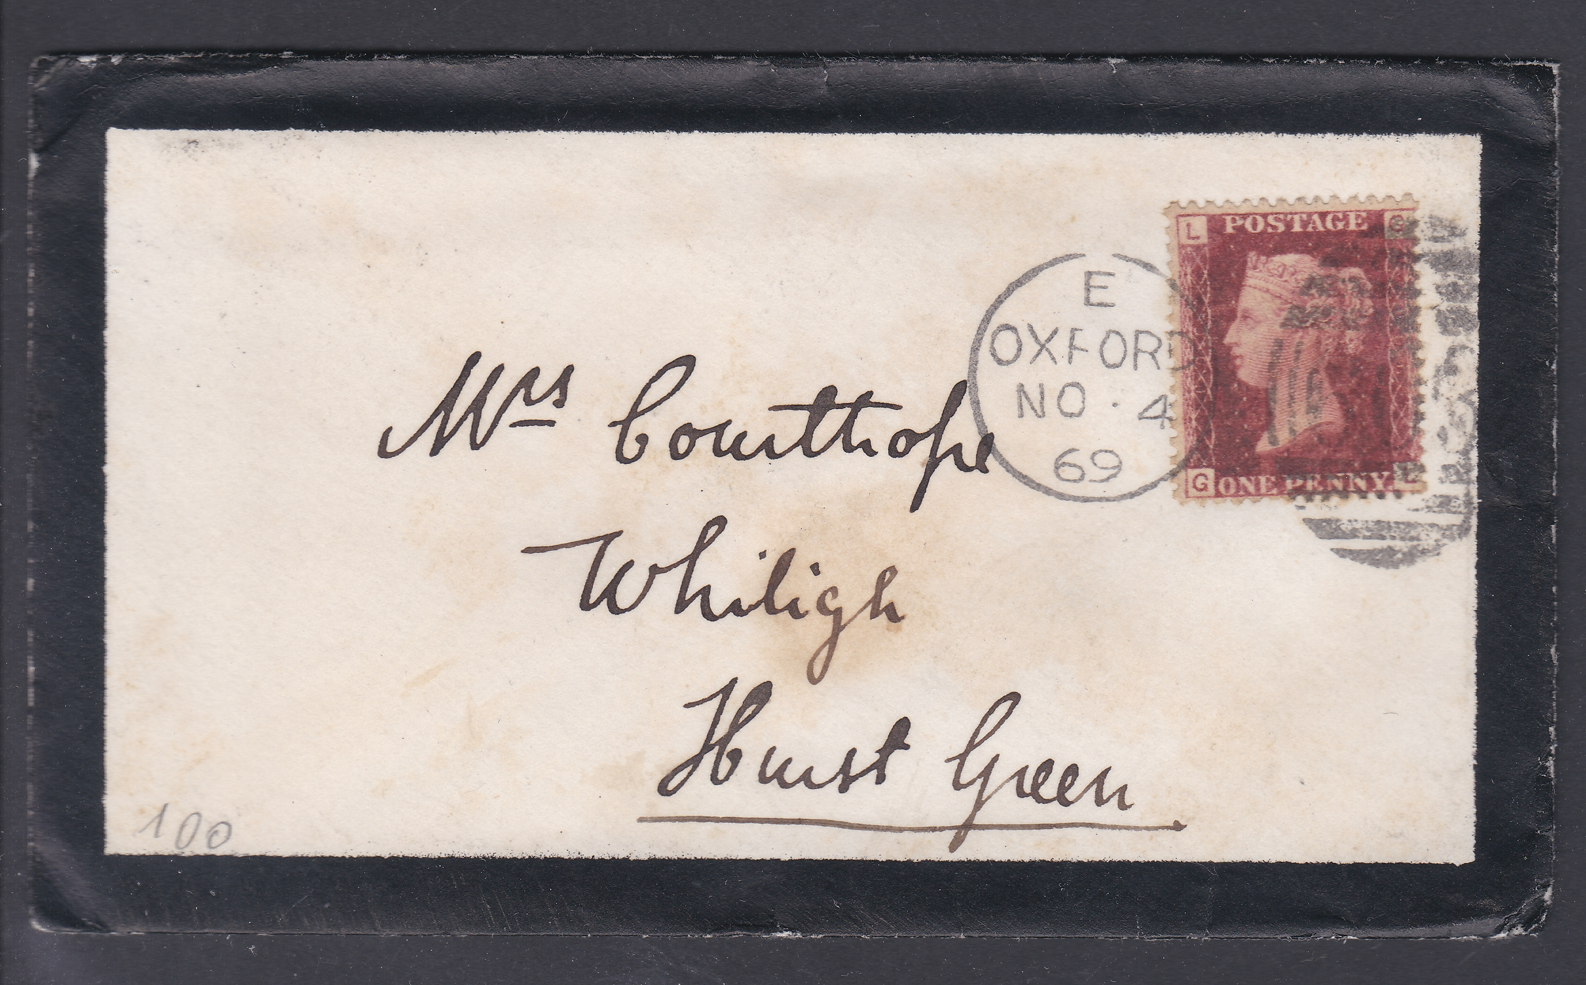 L POSTAGE G
E
OXFORD
NO · 4
69
G ONE PENNY L
Mrs Courthope
Whiligh
Hurst Green
100